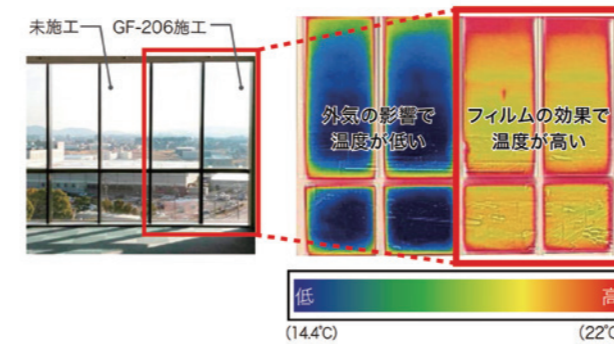 未施工
GF-206施工
外気の影響で
温度が低い
フィルムの効果で
温度が高い
低
高
(14.4℃)
(22℃